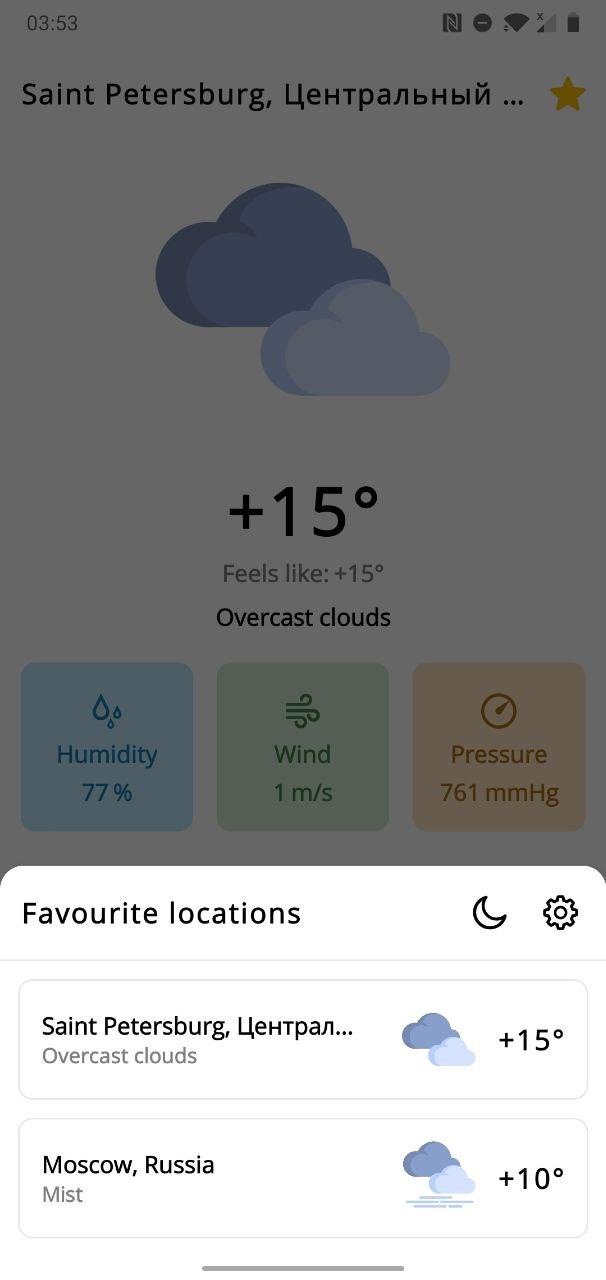 03:53
Saint Petersburg, Центральный ...
+15°
Feels like: +15°
Overcast clouds
Humidity
77 %
Wind
1 m/s
Pressure
761 mmHg
Favourite locations
Saint Petersburg, Централ...
Overcast clouds
+15°
Moscow, Russia
Mist
+10°